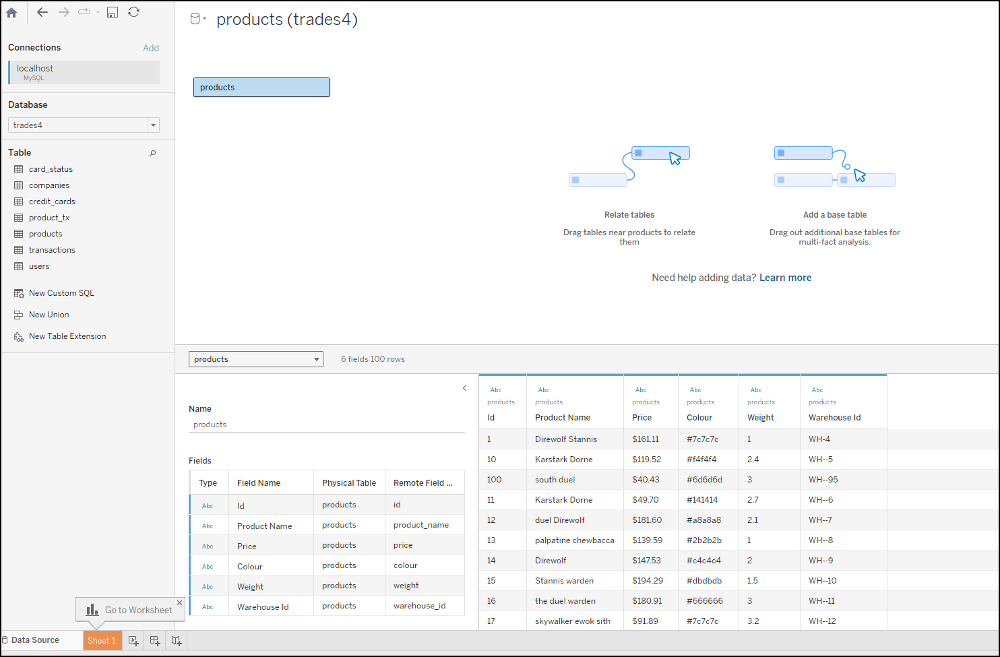 products (trades4)
Connections
Add
localhost
MySQL
Database
trades4
Table
card_status
companies
credit_cards
product_tx
products
transactions
users
New Custom SQL
New Union
New Table Extension
products
Relate tables
Drag tables near products to relate
them
Add a base table
Drag out additional base tables for
multi-fact analysis.
Need help adding data? Learn more
products
6 fields 100 rows
Name
products
Fields
Type Field Name Physical Table Remote Field ...
Abc Id products id
Abc Product Name products product_name
Abc Price products price
Abc Colour products colour
Abc Weight products weight
Abc Warehouse Id products warehouse_id
Abc Abc Abc Abc Abc Abc
products products products products products products
Id Product Name Price Colour Weight Warehouse Id
1 Direwolf Stannis $161.11 #7c7c7c 1 WH-4
10 Karstark Dorne $119.52 #f4f4f4 2.4 WH--5
100 south duel $40.43 #6d6d6d 3 WH--95
11 Karstark Dorne $49.70 #141414 2.7 WH--6
12 duel Direwolf $181.60 #a8a8a8 2.1 WH--7
13 palpatine chewbacca $139.59 #2b2b2b 1 WH--8
14 Direwolf $147.53 #c4c4c4 2 WH--9
15 Stannis warden $194.29 #dbdbdb 1.5 WH--10
16 the duel warden $180.91 #666666 3 WH--11
17 skywalker ewok sith $91.89 #7c7c7c 3.2 WH--12
Go to Worksheet
Data Source
Sheet 1